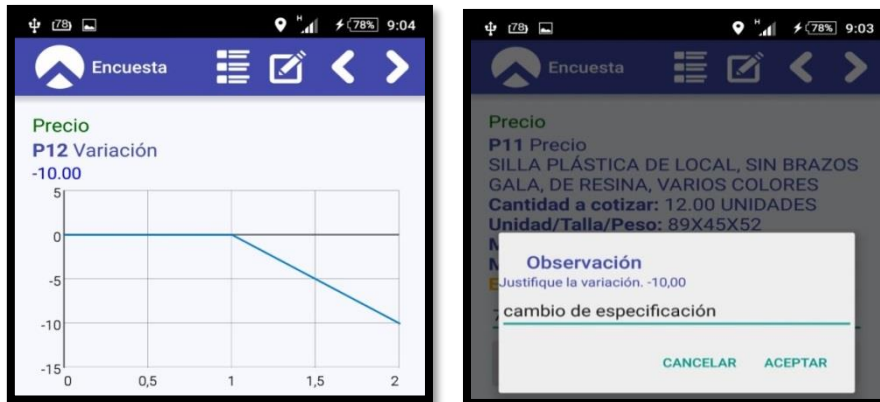 78
H
78% 9:04
Encuesta
Precio
P12 Variación
-10.00
5
0
-5
-10
-15
0
0,5
1
1,5
2
78
H
78% 9:03
Encuesta
Precio
P11 Precio
SILLA PLÁSTICA DE LOCAL, SIN BRAZOS
GALA, DE RESINA, VARIOS COLORES
Cantidad a cotizar: 12.00 UNIDADES
Unidad/Talla/Peso: 89X45X52
Observación
Justifique la variación. -10,00
cambio de especificación
CANCELAR ACEPTAR